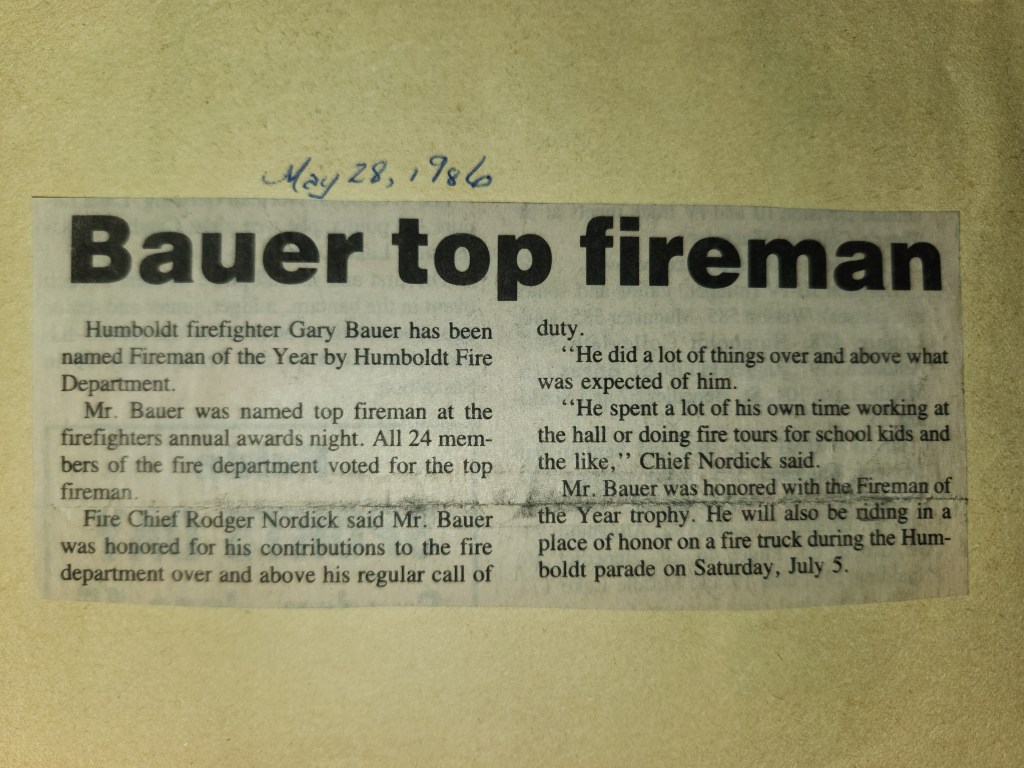 May 28, 1986
Bauer top fireman
Humboldt firefighter Gary Bauer has been
named Fireman of the Year by Humboldt Fire
Department.
Mr. Bauer was named top fireman at the
firefighters annual awards night. All 24 mem-
bers of the fire department voted for the top
fireman.
Fire Chief Rodger Nordick said Mr. Bauer
was honored for his contributions to the fire
department over and above his regular call of
duty.
‘‘He did a lot of things over and above what
was expected of him.
‘‘He spent a lot of his own time working at
the hall or doing fire tours for school kids and
the like,’’ Chief Nordick said.
Mr. Bauer was honored with the Fireman of
the Year trophy. He will also be riding in a
place of honor on a fire truck during the Hum-
boldt parade on Saturday, July 5.